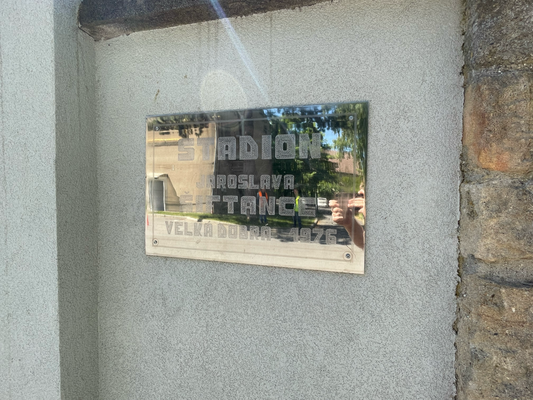 STADION
JAROSLAVA
VELKÁ DOBRÁ 1976